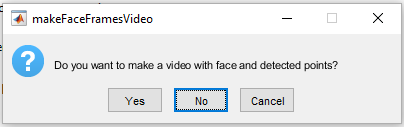 makeFaceFramesVideo
Do you want to make a video with face and detected points?
Yes No Cancel